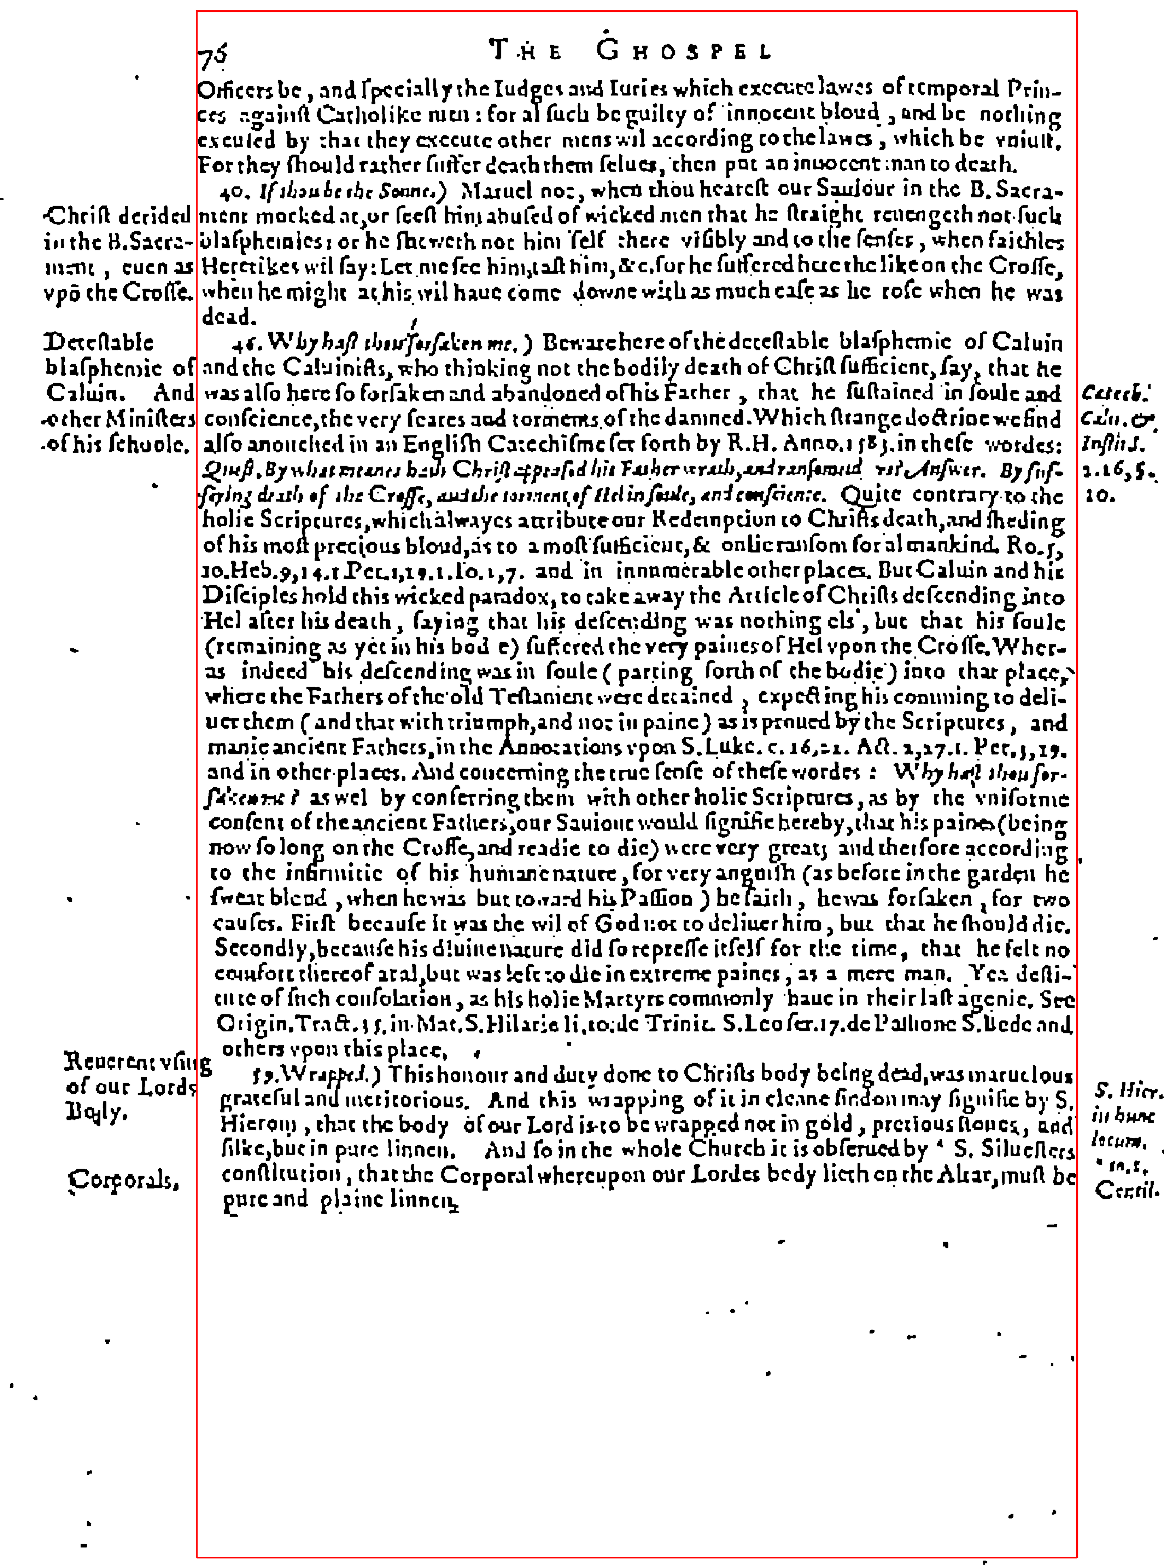 76 THE GHOSPEL
Officers be, and ſpecially the Iudges and Iuries which execute lawes of temporal Prin-
ces againſt Catholike men: for al ſuch be guilty of innocent bloud, and be nothing
excuſed by that they execute other mens wil according to the lawes, which be vniuſt.
For they ſhould rather ſuffer death them ſelues, then put an innocent man to death.
40. If thou be the Sonne.) Maruel not, when thou heareſt our Sauiour in the B. Sacra-
ment mocked at, or ſeeſt him abuſed of wicked men that he ſtraight reuengeth not ſuch
blaſphemies: or he ſheweth not him ſelf there viſibly and to the ſenſes, when faithles
Heretikes wil ſay: Let me ſee him, taſt him, &c. for he ſuffered here the like on the Croſſe,
when he might at his wil haue come downe with as much eaſe as he roſe when he was
dead.
Chriſt derided
in the B. Sacra-
ment, euen as
vpõ the Croſſe.
46. Why haſt thou forſaken me.) Beware here of the deteſtable blaſphemie of Caluin
and the Caluiniſts, who thinking not the bodily death of Chriſt ſufficient, ſay, that he
was alſo here ſo forſaken and abandoned of his Father, that he ſuſtained in ſoule and
conſcience, the very feares and torments of the damned. Which ſtrange doctrine we find
alſo auouched in an Engliſh Catechiſme ſet forth by R.H. Anno. 1583. in theſe wordes:
Queſt. By what meanes hath Chriſt appeaſed his Father wrath, and ranſomed vs? Anſwer. By ſuf-
fering death of the Croſſe, and the torment of Hel in ſoule, and conſcience. Quite contrary to the
holie Scriptures, which alwayes attribute our Redemption to Chriſts death, and ſheding
of his moſt precious bloud, as to a moſt ſufficient, & onlie ranſom for al mankind. Ro. 5,
10. Heb. 9, 14. 1. Pet. 1, 19. 1. Io. 1, 7. and in innumerable other places. But Caluin and his
Diſciples hold this wicked paradox, to take away the Article of Chriſts deſcending into
Hel after his death, ſaying that his deſcending was nothing els, but that his ſoule
(remaining as yet in his bodie) ſuffered the very paines of Hel vpon the Croſſe. Wher-
as indeed his deſcending was in ſoule (parting forth of the bodie) into that place,
where the Fathers of the old Teſtament were detained, expecting his comming to deli-
uer them (and that with triumph, and not in paine) as is proued by the Scriptures, and
manie ancient Fathers, in the Annotations vpon S. Luke. c. 16, 22. Act. 2, 27. 1. Pet. 3, 19.
and in other places. And concerning the true ſenſe of theſe wordes: Why haſt thou for-
ſaken me? as wel by conferring them with other holie Scriptures, as by the vniforme
conſent of the ancient Fathers, our Sauiour would ſignifie hereby, that his paines (being
now ſo long on the Croſſe, and readie to die) were very great; and therfore according
to the infirmitie of his humane nature, for very anguiſh (as before in the garden he
ſweat bloud, when he was but toward his Paſſion) he ſaith, he was forſaken, for two
cauſes. Firſt becauſe it was the wil of God not to deliuer him, but that he ſhould die.
Secondly, becauſe his diuine nature did ſo repreſſe it ſelf for the time, that he felt no
comfort thereof at al, but was left to die in extreme paines, as a mere man. Yea deſti-
tute of ſuch conſolation, as his holie Martyrs commonly haue in their laſt agonie. See
Origin. Tract. 35. in Mat. S. Hilarie li. 10. de Trinit. S. Leo ſer. 17. de Paſſione S. Bede and
others vpon this place.
Deteſtable
blaſphemie of
Caluin. And
other Miniſters
of his ſchoole.
Catech.
Calu. &
Inſtit l.
2. 16, §.
10.
59. Wrapped.) This honour and duty done to Chriſts body being dead, was maruelous
grateful and meritorious. And this wrapping of it in cleane ſindon may ſignifie by S.
Hierom, that the body of our Lord is to be wrapped not in gold, pretious ſtones, and
ſilke, but in pure linnen. And ſo in the whole Church it is obſerued by * S. Silueſters
conſtitution, that the Corporal whereupon our Lordes body lieth on the Altar, muſt be
pure and plaine linnen.
Reuerent vſing
of our Lords
Body.
Corporals.
S. Hier.
in hunc
locum.
* to. 1.
Concil.